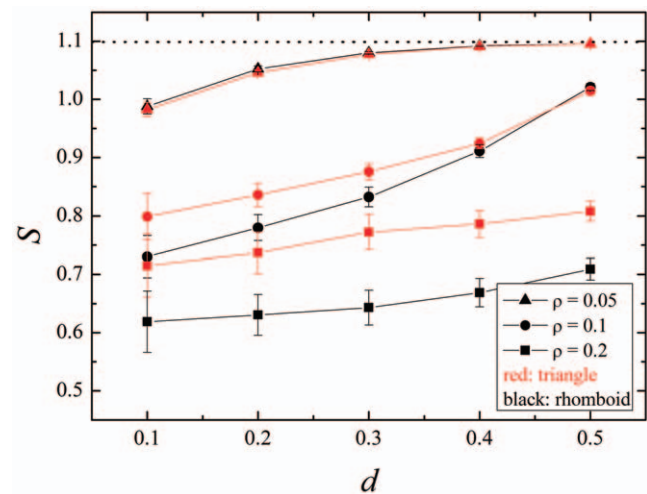 1.1
1.0
0.9
0.8
0.7
0.6
0.5
S
ρ = 0.05
ρ = 0.1
ρ = 0.2
red: triangle
black: rhomboid
0.1 0.2 0.3 0.4 0.5
d